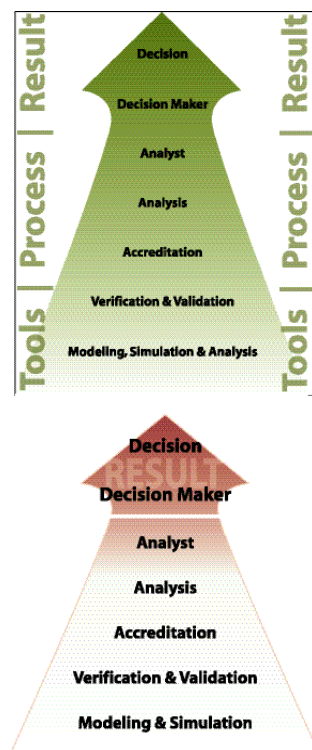 Tools | Process | Result
Decision
Decision Maker
Analyst
Analysis
Accreditation
Verification & Validation
Modeling, Simulation & Analysis
Tools | Process | Result
Decision
RESULT
Decision Maker
Analyst
Analysis
Accreditation
Verification & Validation
Modeling & Simulation